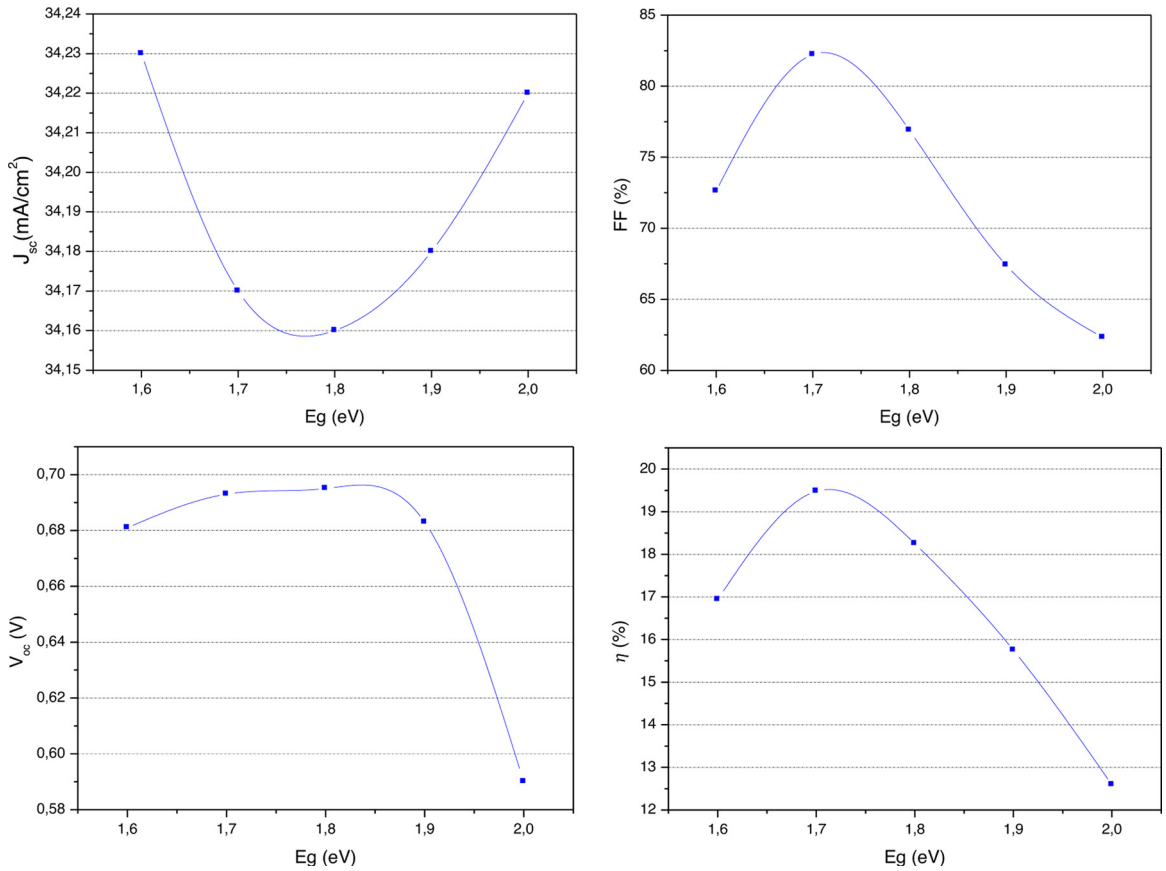 34,24
34,23
34,22
34,21
34,20
34,19
34,18
34,17
34,16
34,15
J_sc(mA/cm²)
1,6 1,7 1,8 1,9 2,0
Eg (eV)
85
80
75
70
65
60
FF (%)
1,6 1,7 1,8 1,9 2,0
Eg (eV)
0,70
0,68
0,66
0,64
0,62
0,60
0,58
V_oc (V)
1,6 1,7 1,8 1,9 2,0
Eg (eV)
20
19
18
17
16
15
14
13
12
η (%)
1,6 1,7 1,8 1,9 2,0
Eg (eV)